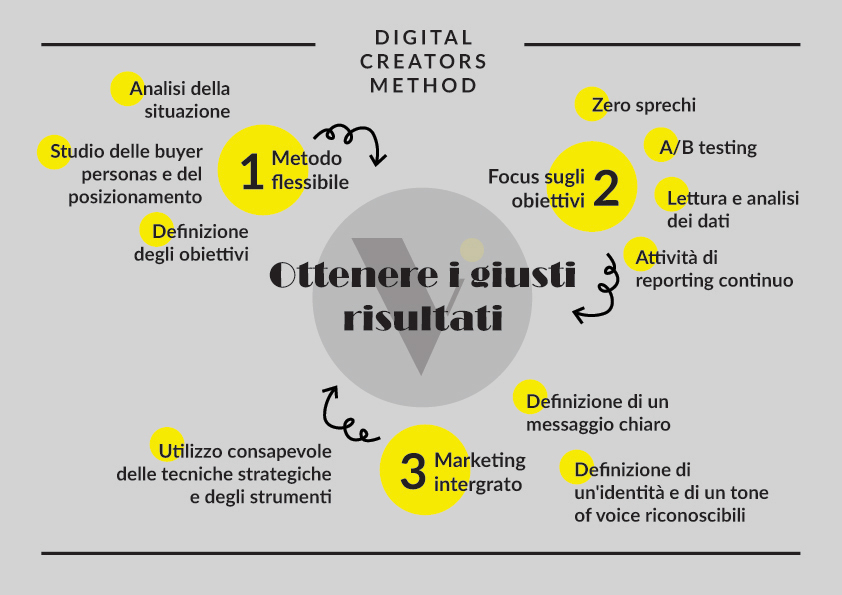 DIGITAL
CREATORS
METHOD
Analisi della
situazione
Studio delle buyer
personas e del
posizionamento
Definizione
degli obiettivi
1 Metodo
flessibile
Focus sugli
obiettivi 2
Zero sprechi
A/B testing
Lettura e analisi
dei dati
Attività di
reporting continuo
Ottenere i giusti
risultati
3 Marketing
intergrato
Utilizzo consapevole
delle tecniche strategiche
e degli strumenti
Definizione di un
messaggio chiaro
Definizione di
un'identità e di un tone
of voice riconoscibili